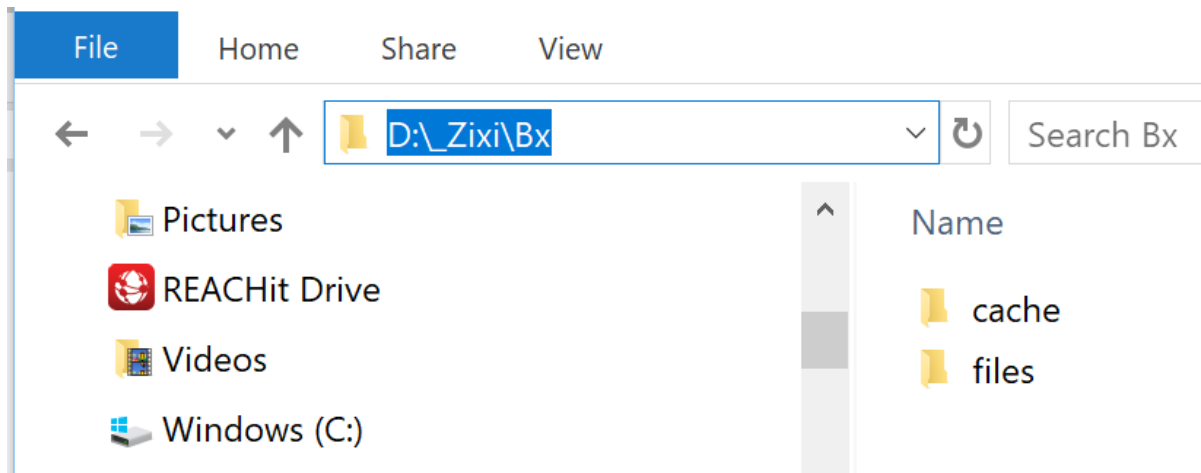 File Home Share View
D:\_Zixi\Bx Search Bx
Pictures
REACHit Drive
Videos
Windows (C:)
Name
cache
files